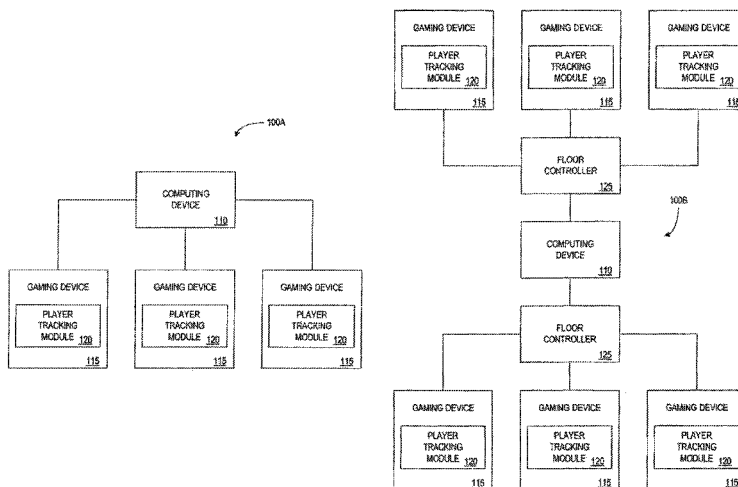 100A
COMPUTING
DEVICE
110
GAMING DEVICE
PLAYER
TRACKING
MODULE 120
115
GAMING DEVICE
PLAYER
TRACKING
MODULE 120
115
GAMING DEVICE
PLAYER
TRACKING
MODULE 120
115
GAMING DEVICE
PLAYER
TRACKING
MODULE 120
115
GAMING DEVICE
PLAYER
TRACKING
MODULE 120
115
GAMING DEVICE
PLAYER
TRACKING
MODULE 120
115
FLOOR
CONTROLLER
125
100B
COMPUTING
DEVICE
110
FLOOR
CONTROLLER
125
GAMING DEVICE
PLAYER
TRACKING
MODULE 120
115
GAMING DEVICE
PLAYER
TRACKING
MODULE 120
115
GAMING DEVICE
PLAYER
TRACKING
MODULE 120
115